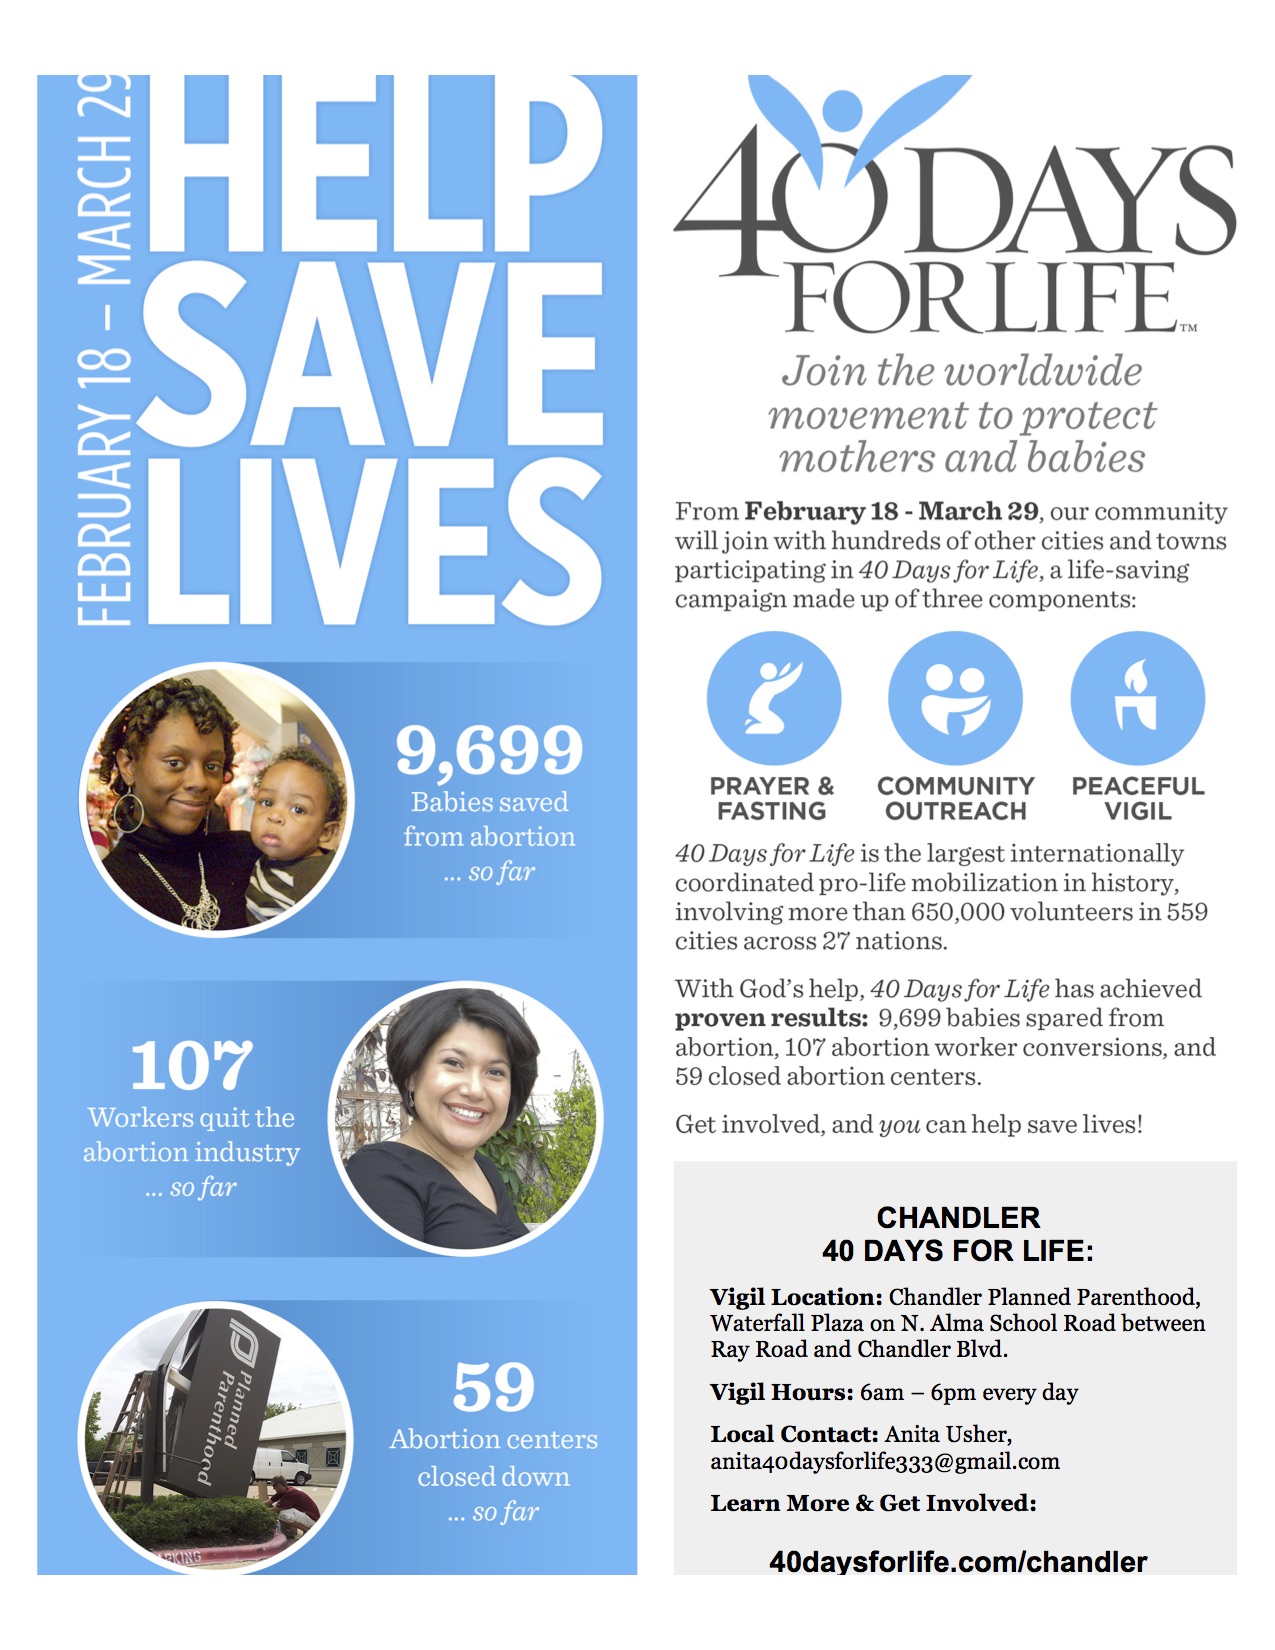 FEBRUARY 18 – MARCH 29
HELP
SAVE
LIVES
9,699
Babies saved
from abortion
... so far
107
Workers quit the
abortion industry
... so far
Planned
Parenthood
PARKING
59
Abortion centers
closed down
... so far
40 DAYS
FOR LIFE™
Join the worldwide
movement to protect
mothers and babies
From February 18 - March 29, our community
will join with hundreds of other cities and towns
participating in 40 Days for Life, a life-saving
campaign made up of three components:
PRAYER &
FASTING
COMMUNITY
OUTREACH
PEACEFUL
VIGIL
40 Days for Life is the largest internationally
coordinated pro-life mobilization in history,
involving more than 650,000 volunteers in 559
cities across 27 nations.
With God's help, 40 Days for Life has achieved
proven results: 9,699 babies spared from
abortion, 107 abortion worker conversions, and
59 closed abortion centers.
Get involved, and you can help save lives!
CHANDLER
40 DAYS FOR LIFE:
Vigil Location: Chandler Planned Parenthood,
Waterfall Plaza on N. Alma School Road between
Ray Road and Chandler Blvd.
Vigil Hours: 6am – 6pm every day
Local Contact: Anita Usher,
anita40daysforlife333@gmail.com
Learn More & Get Involved:
40daysforlife.com/chandler